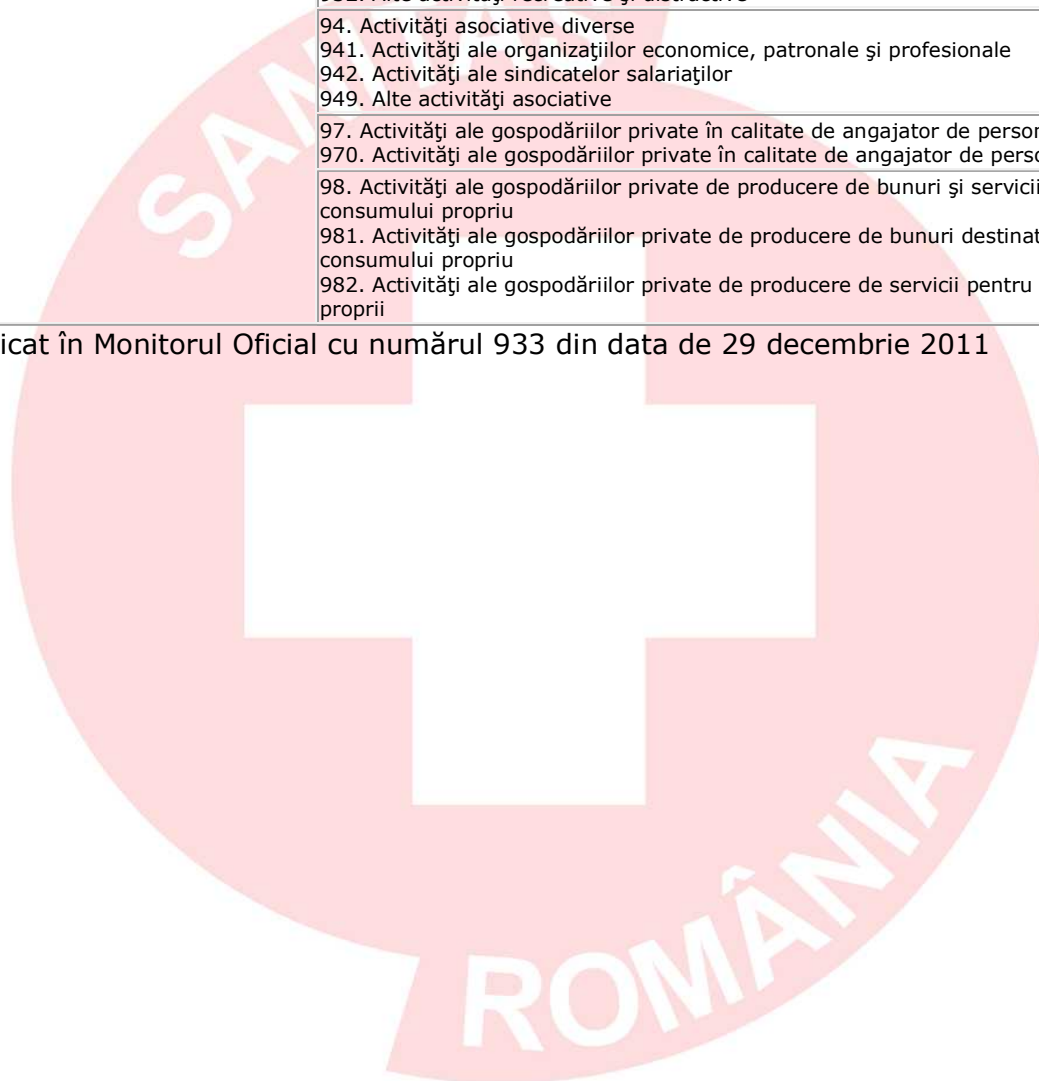 94. Activităţi asociative diverse
941. Activităţi ale organizaţiilor economice, patronale şi profesionale
942. Activităţi ale sindicatelor salariaţilor
949. Alte activităţi asociative
97. Activităţi ale gospodăriilor private în calitate de angajator de
970. Activităţi ale gospodăriilor private în calitate de angajator de
98. Activităţi ale gospodăriilor private de producere de bunuri şi servicii
consumului propriu
981. Activităţi ale gospodăriilor private de producere de bunuri
consumului propriu
982. Activităţi ale gospodăriilor private de producere de servicii pentru
proprii
în Monitorul Oficial cu numărul 933 din data de 29 decembrie 2011
ROMÂNIA